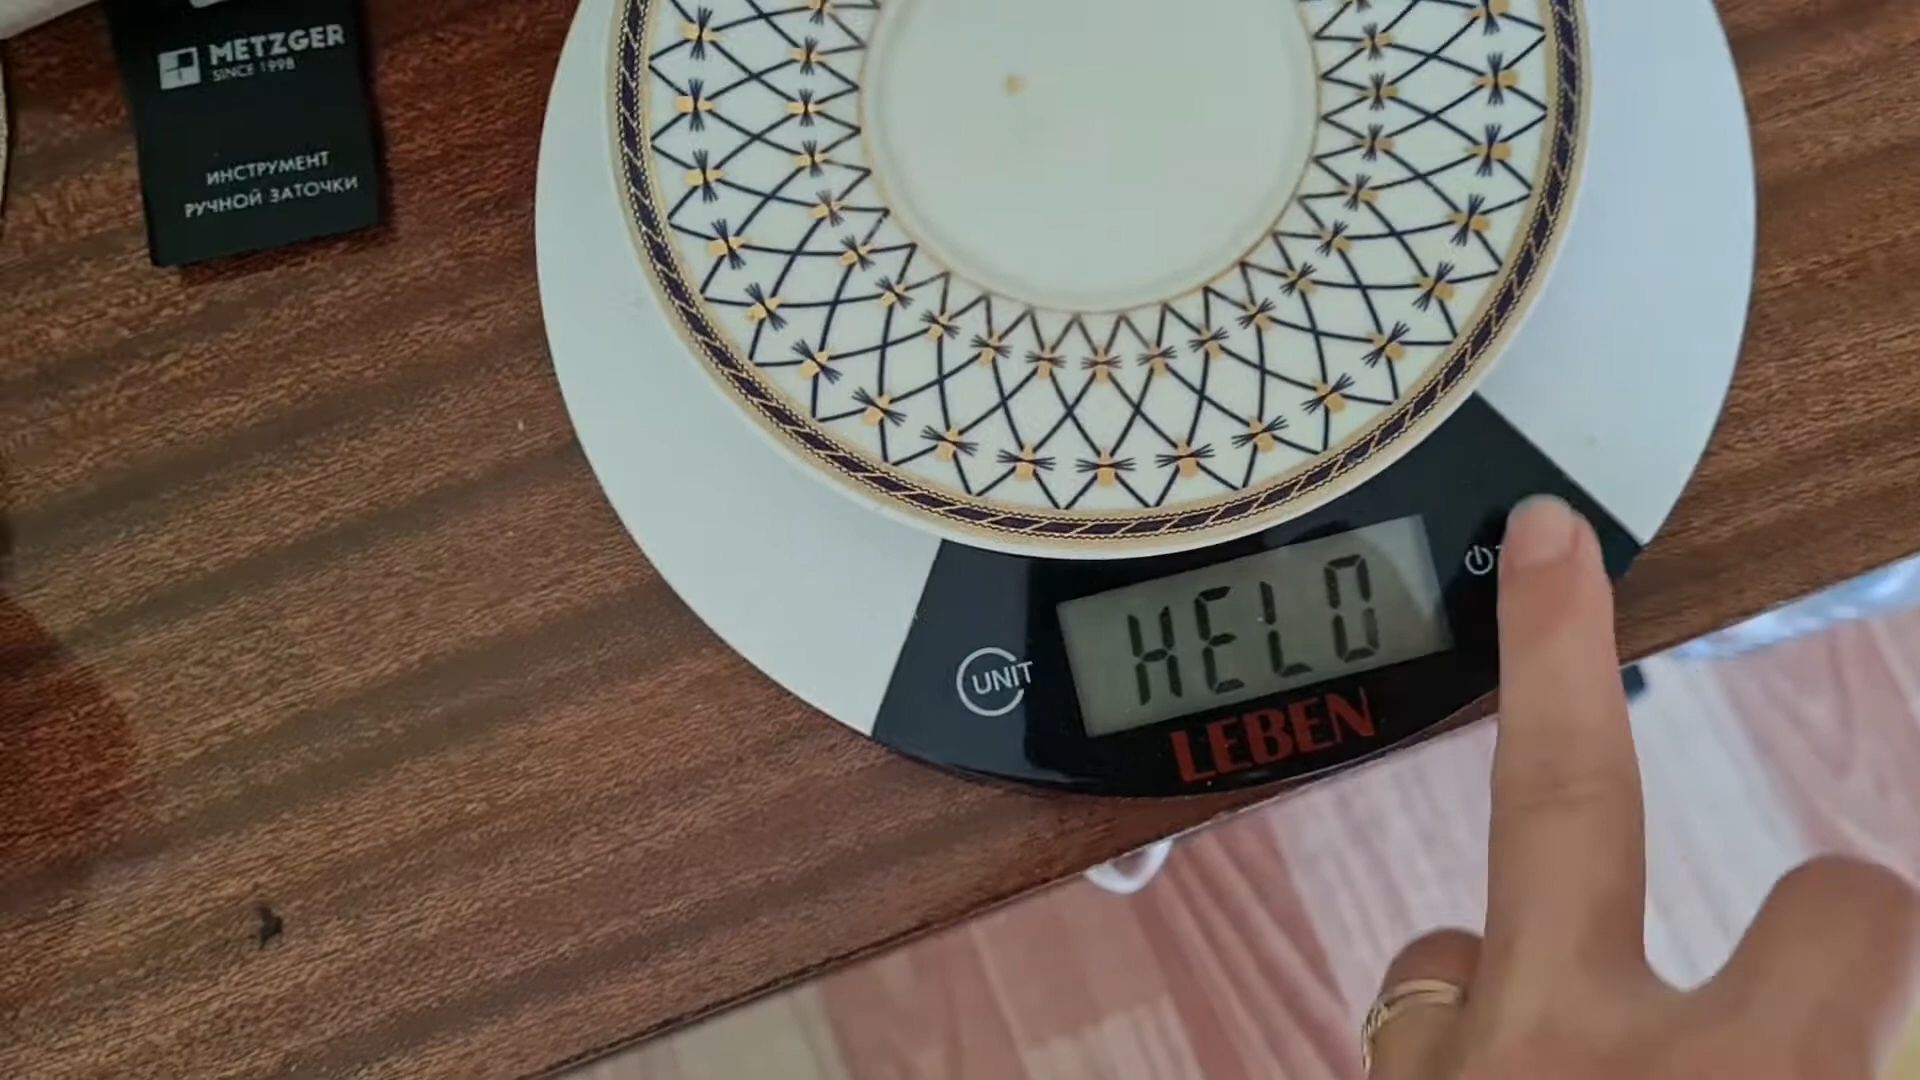 METZGER
SINCE 1998
ИНСТРУМЕНТ
РУЧНОЙ ЗАТОЧКИ
HELO
UNIT
LEBEN